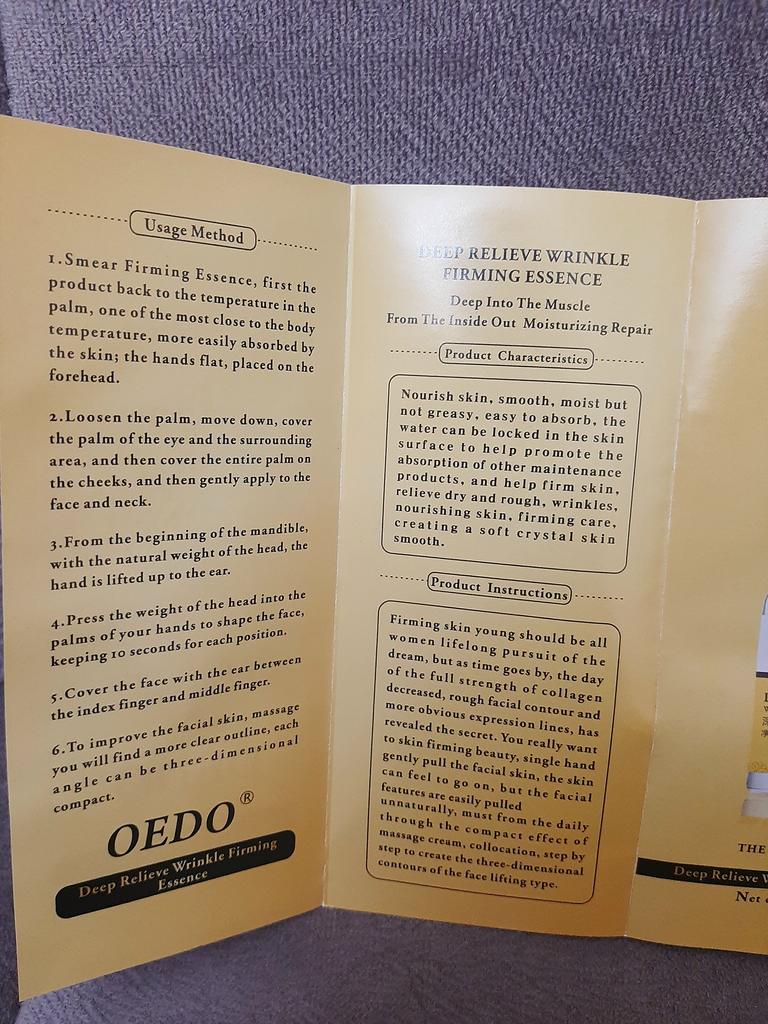 Usage Method
1.Smear Firming Essence, first the
product back to the temperature in the
palm, one of the most close to the body
temperature, more easily absorbed by
the skin; the hands flat, placed on the
forehead.
2.Loosen the palm, move down, cover
the palm of the eye and the surrounding
area, and then cover the entire palm on
the cheeks, and then gently apply to the
face and neck.
3.From the beginning of the mandible,
with the natural weight of the head, the
hand is lifted up to the ear.
4.Press the weight of the head into the
palms of your hands to shape the face,
keeping 10 seconds for each position.
5.Cover the face with the ear between
the index finger and middle finger.
6.To improve the facial skin, massage
you will find a more clear outline, each
angle can be three-dimensional
compact.
OEDO®
Deep Relieve Wrinkle Firming
Essence
DEEP RELIEVE WRINKLE
FIRMING ESSENCE
Deep Into The Muscle
From The Inside Out Moisturizing Repair
Product Characteristics
Nourish skin, smooth, moist but
not greasy, easy to absorb, the
water can be locked in the skin
surface to help promote the
absorption of other maintenance
products, and help firm skin,
relieve dry and rough, wrinkles,
nourishing skin, firming care,
creating a soft crystal skin
smooth.
Product Instructions
Firming skin young should be all
women lifelong pursuit of the
dream, but as time goes by, the day
of the full strength of collagen
decreased, rough facial contour and
more obvious expression lines, has
revealed the secret. You really want
to skin firming beauty, single hand
gently pull the facial skin, the skin
can feel to go on, but the facial
features are easily pulled
unnaturally, must from the daily
through the compact effect of
massage cream, collocation, step by
step to create the three-dimensional
contours of the face lifting type.
THE
Deep Relieve
Net